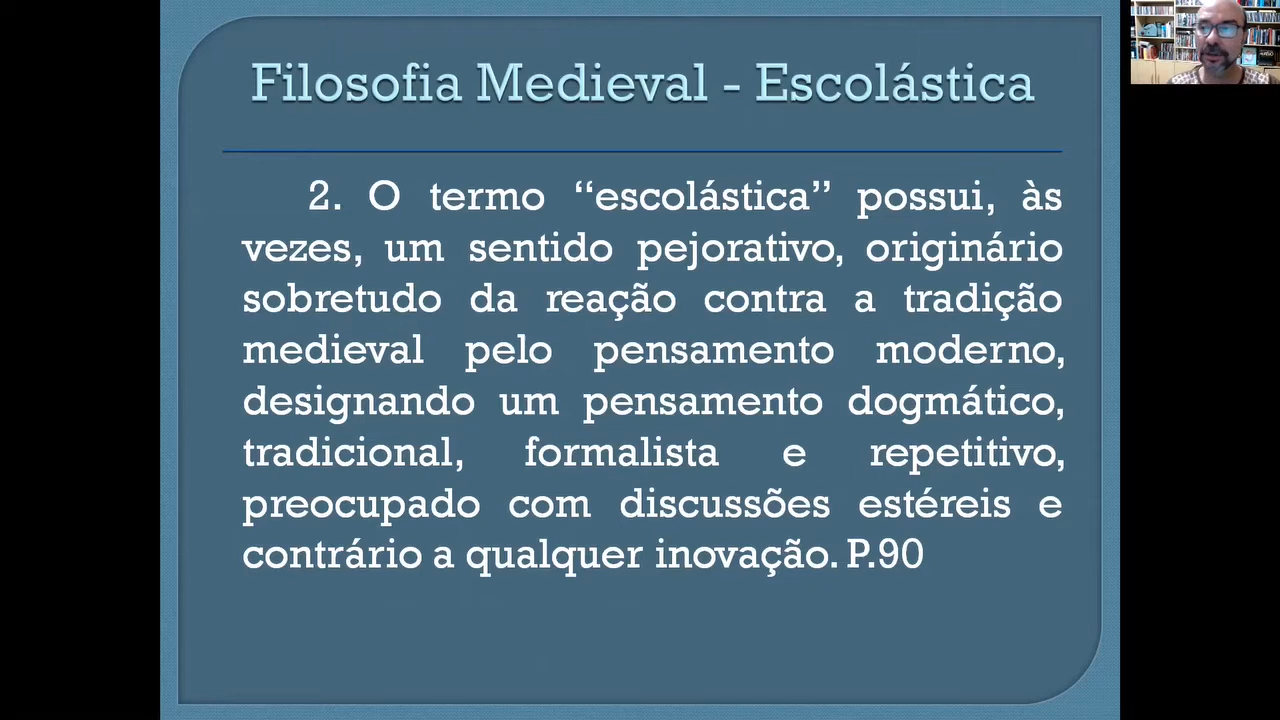 Filosofia Medieval - Escolástica
2. O termo “escolástica” possui, às
vezes, um sentido pejorativo, originário
sobretudo da reação contra a tradição
medieval pelo pensamento moderno,
designando um pensamento dogmático,
tradicional, formalista e repetitivo,
preocupado com discussões estéreis e
contrário a qualquer inovação. P.90